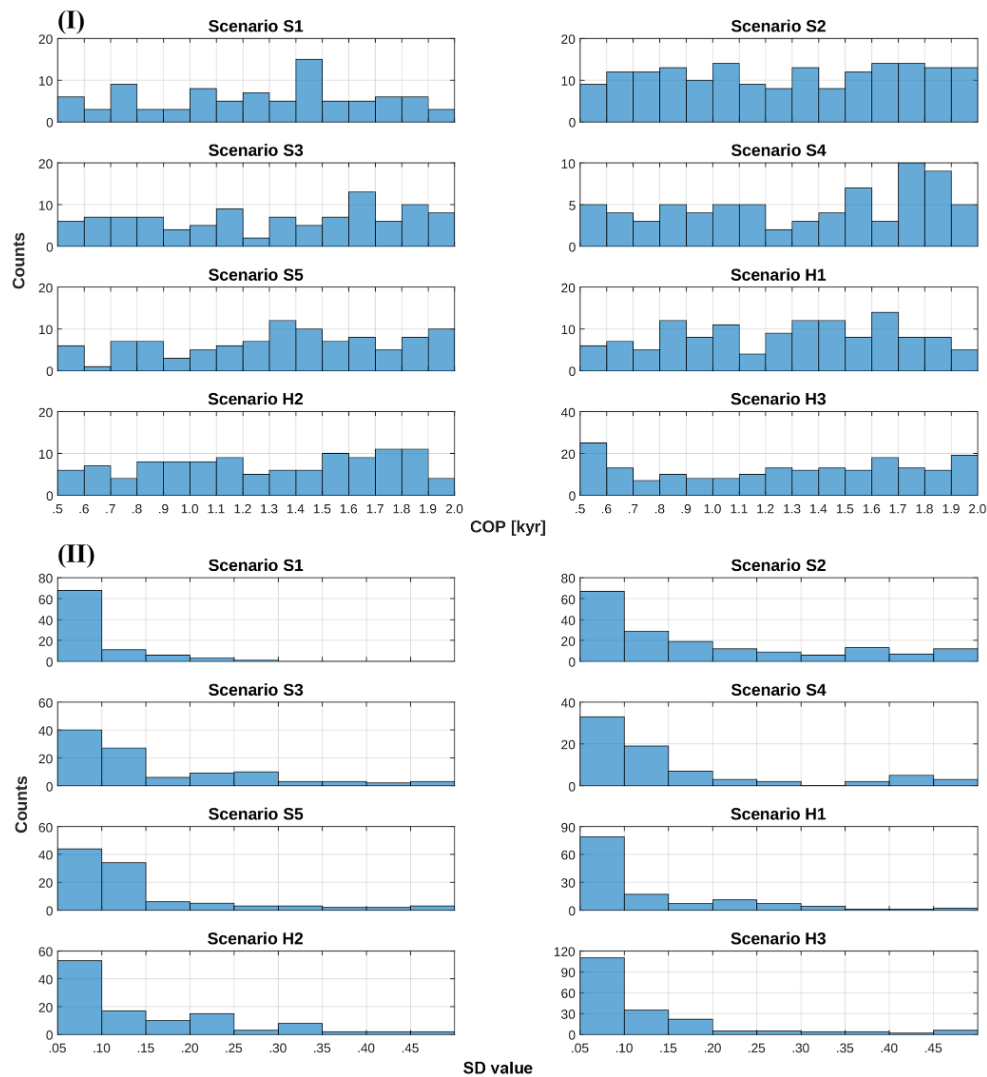 (I)
Scenario S1
20
10
0
Scenario S2
20
10
0
Scenario S3
20
10
0
Scenario S4
10
5
0
Counts
Scenario S5
20
10
0
Scenario H1
20
10
0
Scenario H2
20
10
0
.5 .6 .7 .8 .9 1.0 1.1 1.2 1.3 1.4 1.5 1.6 1.7 1.8 1.9 2.0
Scenario H3
40
20
0
.5 .6 .7 .8 .9 1.0 1.1 1.2 1.3 1.4 1.5 1.6 1.7 1.8 1.9 2.0
COP [kyr]
(II)
Scenario S1
80
60
40
20
0
Scenario S2
80
60
40
20
0
Scenario S3
60
40
20
0
Scenario S4
40
20
0
Counts
Scenario S5
60
40
20
0
Scenario H1
90
60
30
0
Scenario H2
60
40
20
0
.05 .10 .15 .20 .25 .30 .35 .40 .45
Scenario H3
120
90
60
30
0
.05 .10 .15 .20 .25 .30 .35 .40 .45
SD value